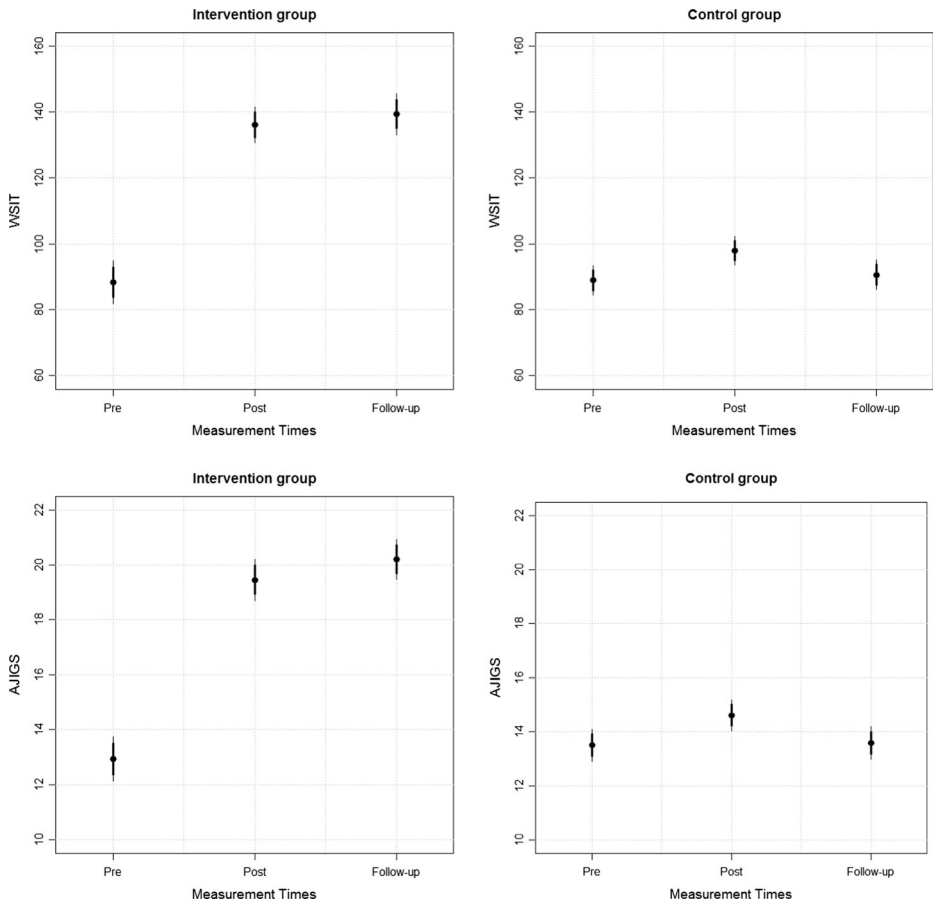 Intervention group
WSIT
160
140
120
100
80
60
Pre Post Follow-up
Measurement Times
Control group
WSIT
160
140
120
100
80
60
Pre Post Follow-up
Measurement Times
Intervention group
AJIGS
22
20
18
16
14
12
10
Pre Post Follow-up
Measurement Times
Control group
AJIGS
22
20
18
16
14
12
10
Pre Post Follow-up
Measurement Times